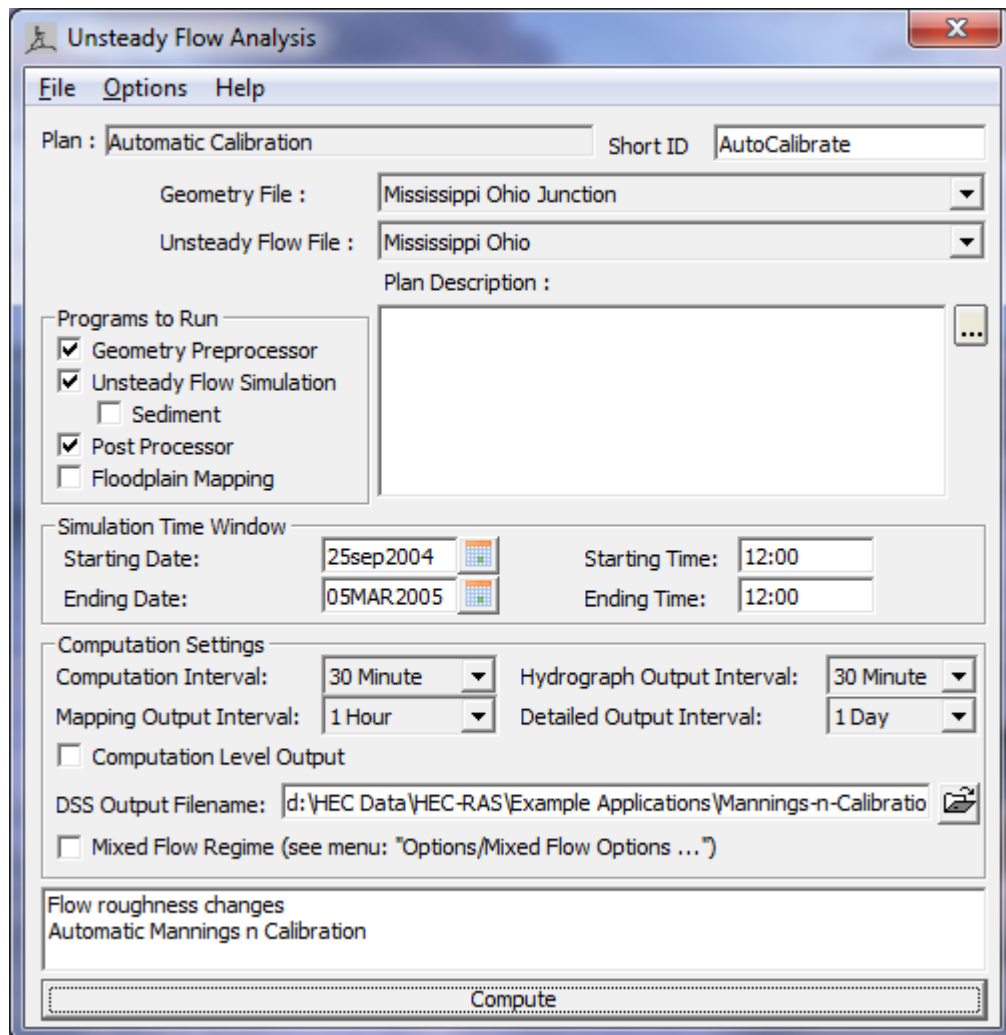 Unsteady Flow Analysis
File Options Help
Plan : Automatic Calibration Short ID AutoCalibrate
Geometry File : Mississippi Ohio Junction
Unsteady Flow File : Mississippi Ohio
Plan Description :
Programs to Run
...
Geometry Preprocessor
Unsteady Flow Simulation
Sediment
Post Processor
Floodplain Mapping
Simulation Time Window
Starting Date: 25sep2004 Starting Time: 12:00
Ending Date: 05MAR2005 Ending Time: 12:00
Computation Settings
Computation Interval: 30 Minute Hydrograph Output Interval: 30 Minute
Mapping Output Interval: 1 Hour Detailed Output Interval: 1 Day
Computation Level Output
DSS Output Filename: d:\HEC Data\HEC-RAS\Example Applications\Mannings-n-Calibratio
Mixed Flow Regime (see menu: "Options/Mixed Flow Options ...")
Flow roughness changes
Automatic Mannings n Calibration
Compute